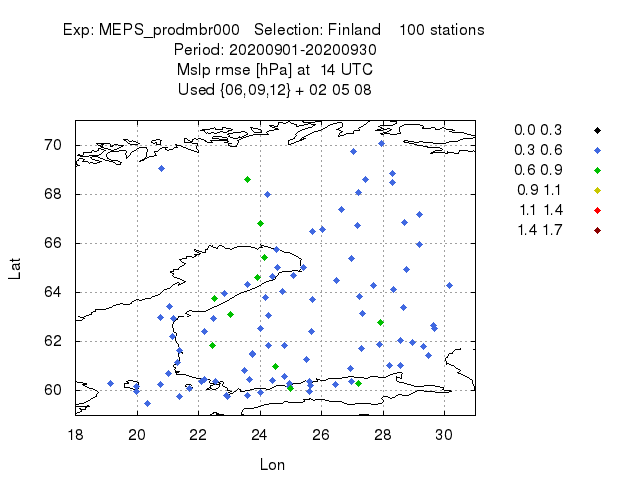 Exp: MEPS_prodmbr000   Selection: Finland    100 stations
Period: 20200901-20200930
Mslp rmse [hPa] at  14 UTC
Used {06,09,12} + 02 05 08
70
68
66
64
62
60
Lat
18 20 22 24 26 28 30
Lon
0.0 0.3
0.3 0.6
0.6 0.9
0.9 1.1
1.1 1.4
1.4 1.7